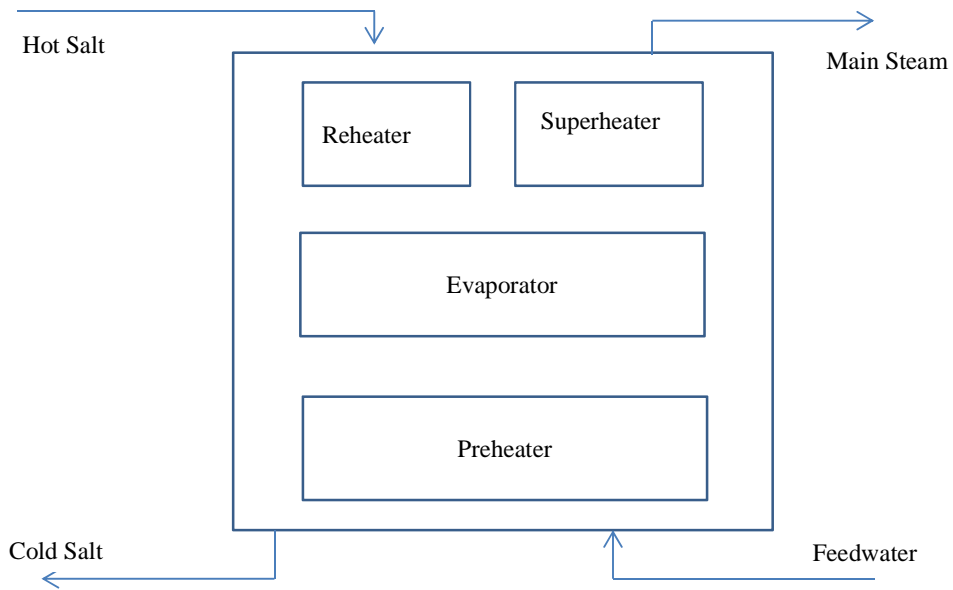 Hot Salt
Main Steam
Reheater
Superheater
Evaporator
Preheater
Cold Salt
Feedwater